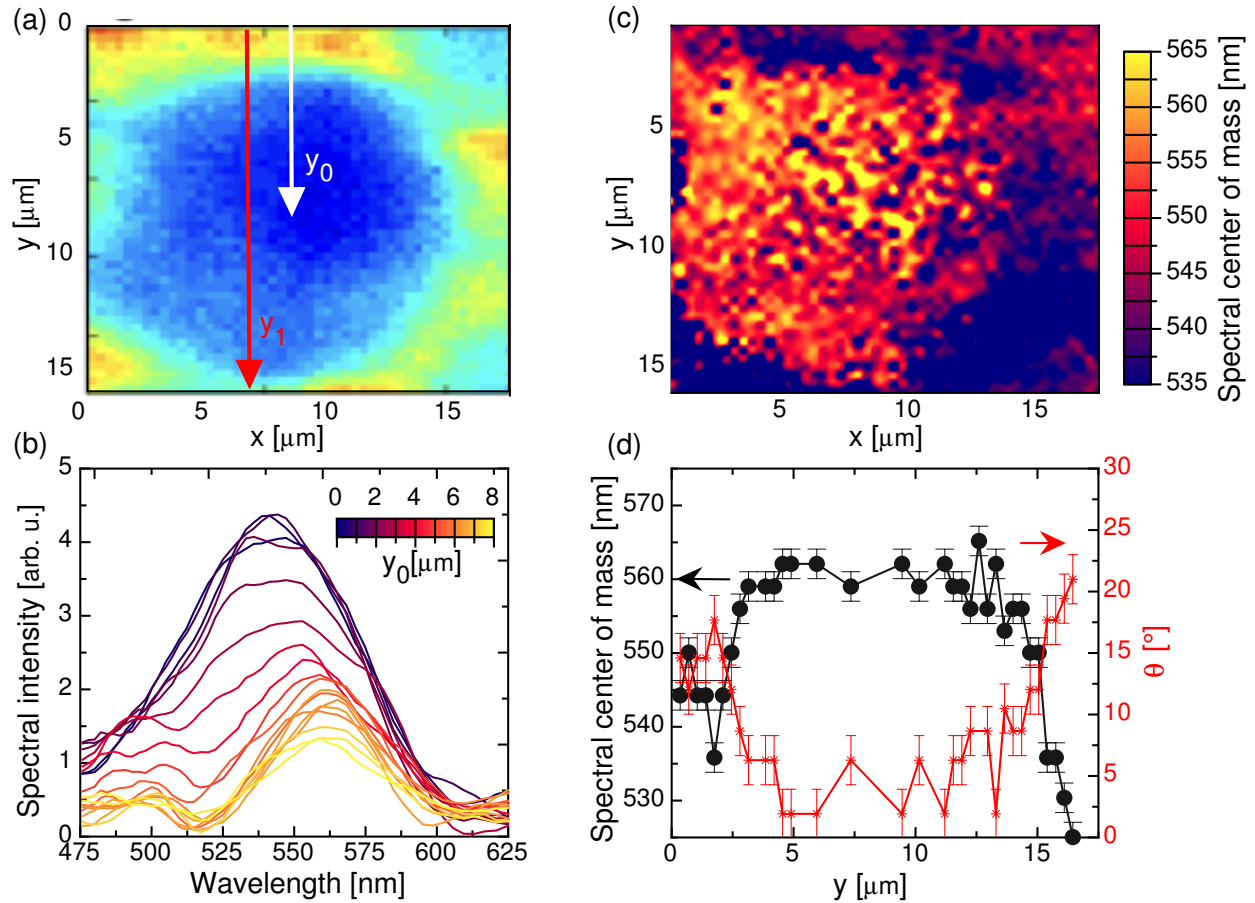 (a)
0
5
10
15
y [μm]
y0
y1
0
5
10
15
x [μm]
(c)
5
10
15
y [μm]
5
10
15
x [μm]
565
560
555
550
545
540
535
Spectral center of mass [nm]
(b)
5
4
3
2
1
0
Spectral intensity [arb. u.]
0 2 4 6 8
y0[μm]
475 500 525 550 575 600 625
Wavelength [nm]
(d)
570
560
550
540
530
Spectral center of mass [nm]
30
25
20
15
10
5
0
θ [°]
0 5 10 15
y [μm]